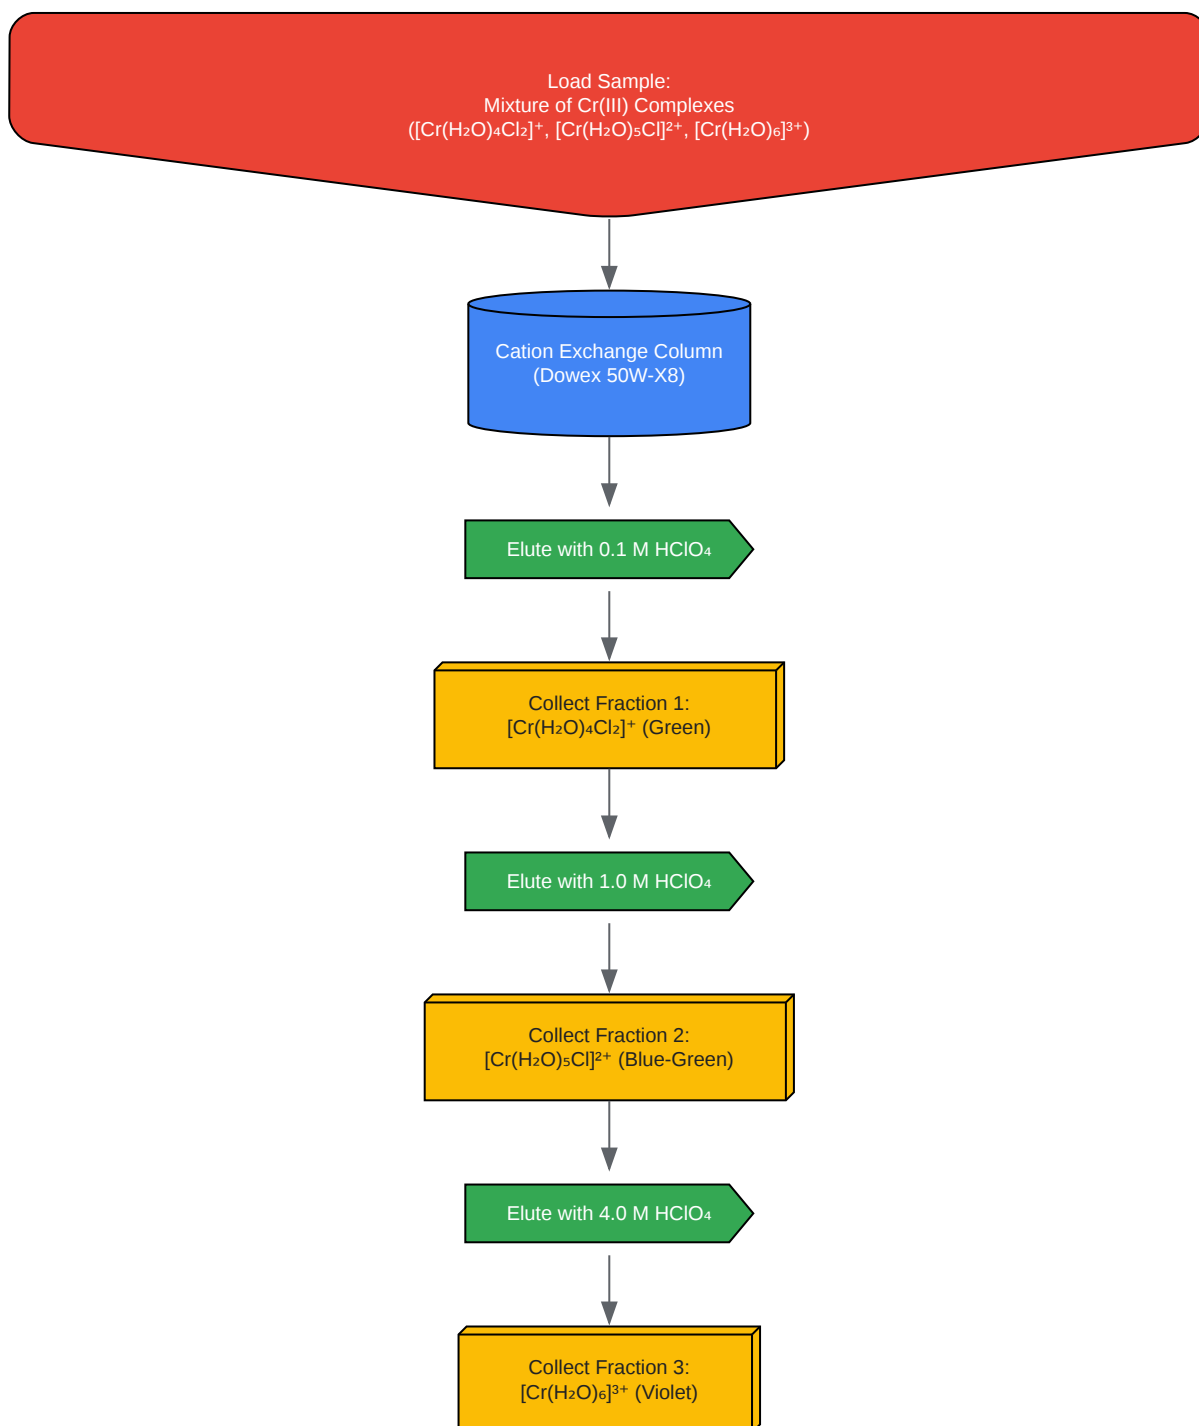 Load Sample:
Mixture of Cr(III) Complexes
([Cr(H₂O)₄Cl₂]⁺, [Cr(H₂O)₅Cl]²⁺, [Cr(H₂O)₆]³⁺)
Cation Exchange Column
(Dowex 50W-X8)
Elute with 0.1 M HClO₄
Collect Fraction 1:
[Cr(H₂O)₄Cl₂]⁺ (Green)
Elute with 1.0 M HClO₄
Collect Fraction 2:
[Cr(H₂O)₅Cl]²⁺ (Blue-Green)
Elute with 4.0 M HClO₄
Collect Fraction 3:
[Cr(H₂O)₆]³⁺ (Violet)